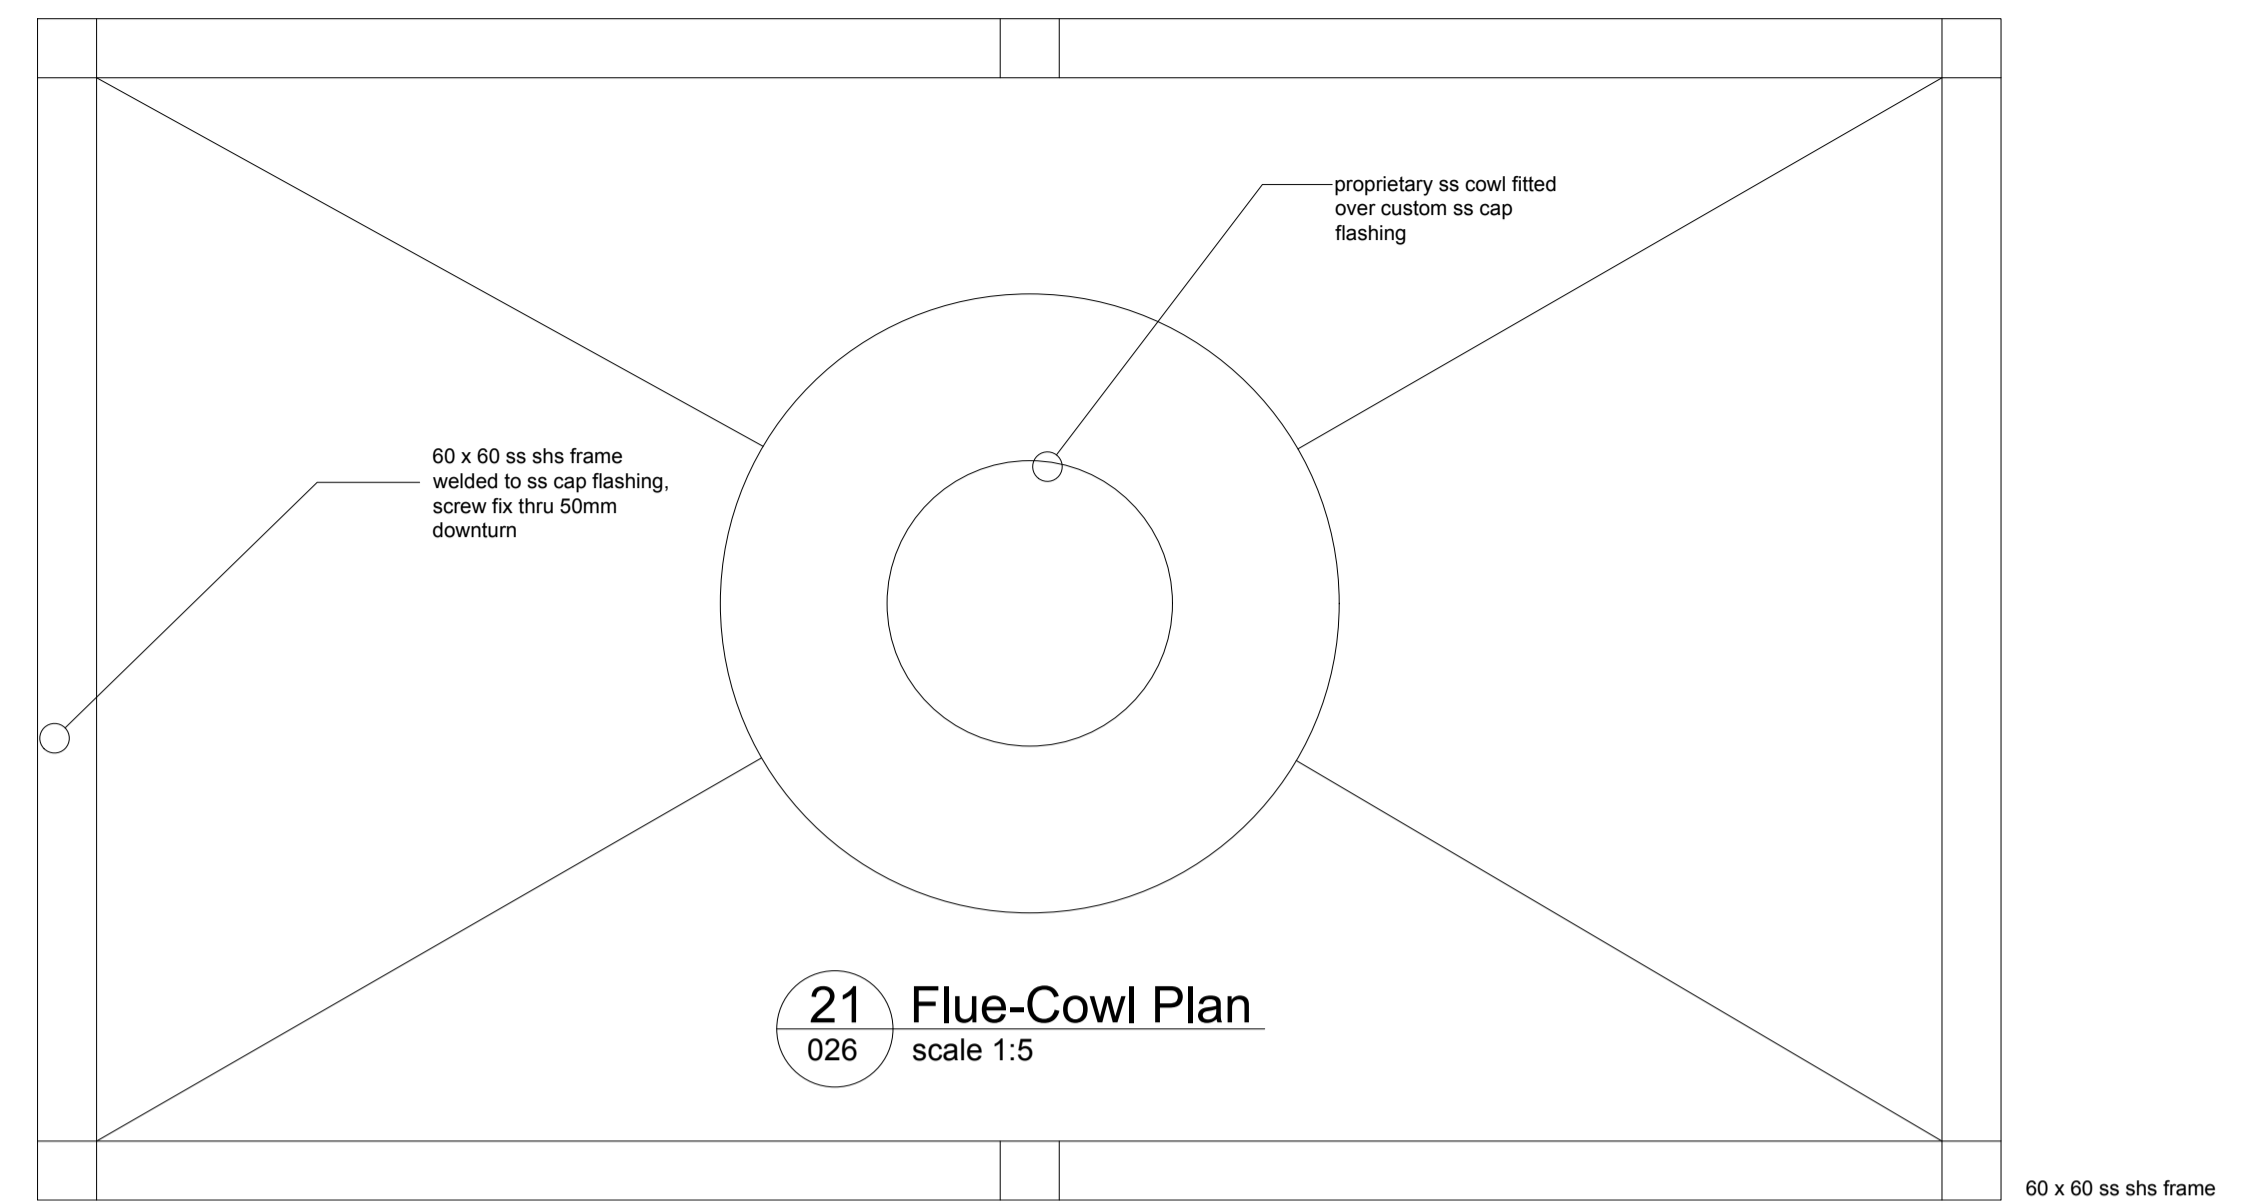 proprietary ss cowl fitted
over custom ss cap
flashing
60 x 60 ss shs frame
welded to ss cap flashing,
screw fix thru 50mm
downturn
21
Flue-Cowl Plan
026
scale 1:5
60 x 60 ss shs frame